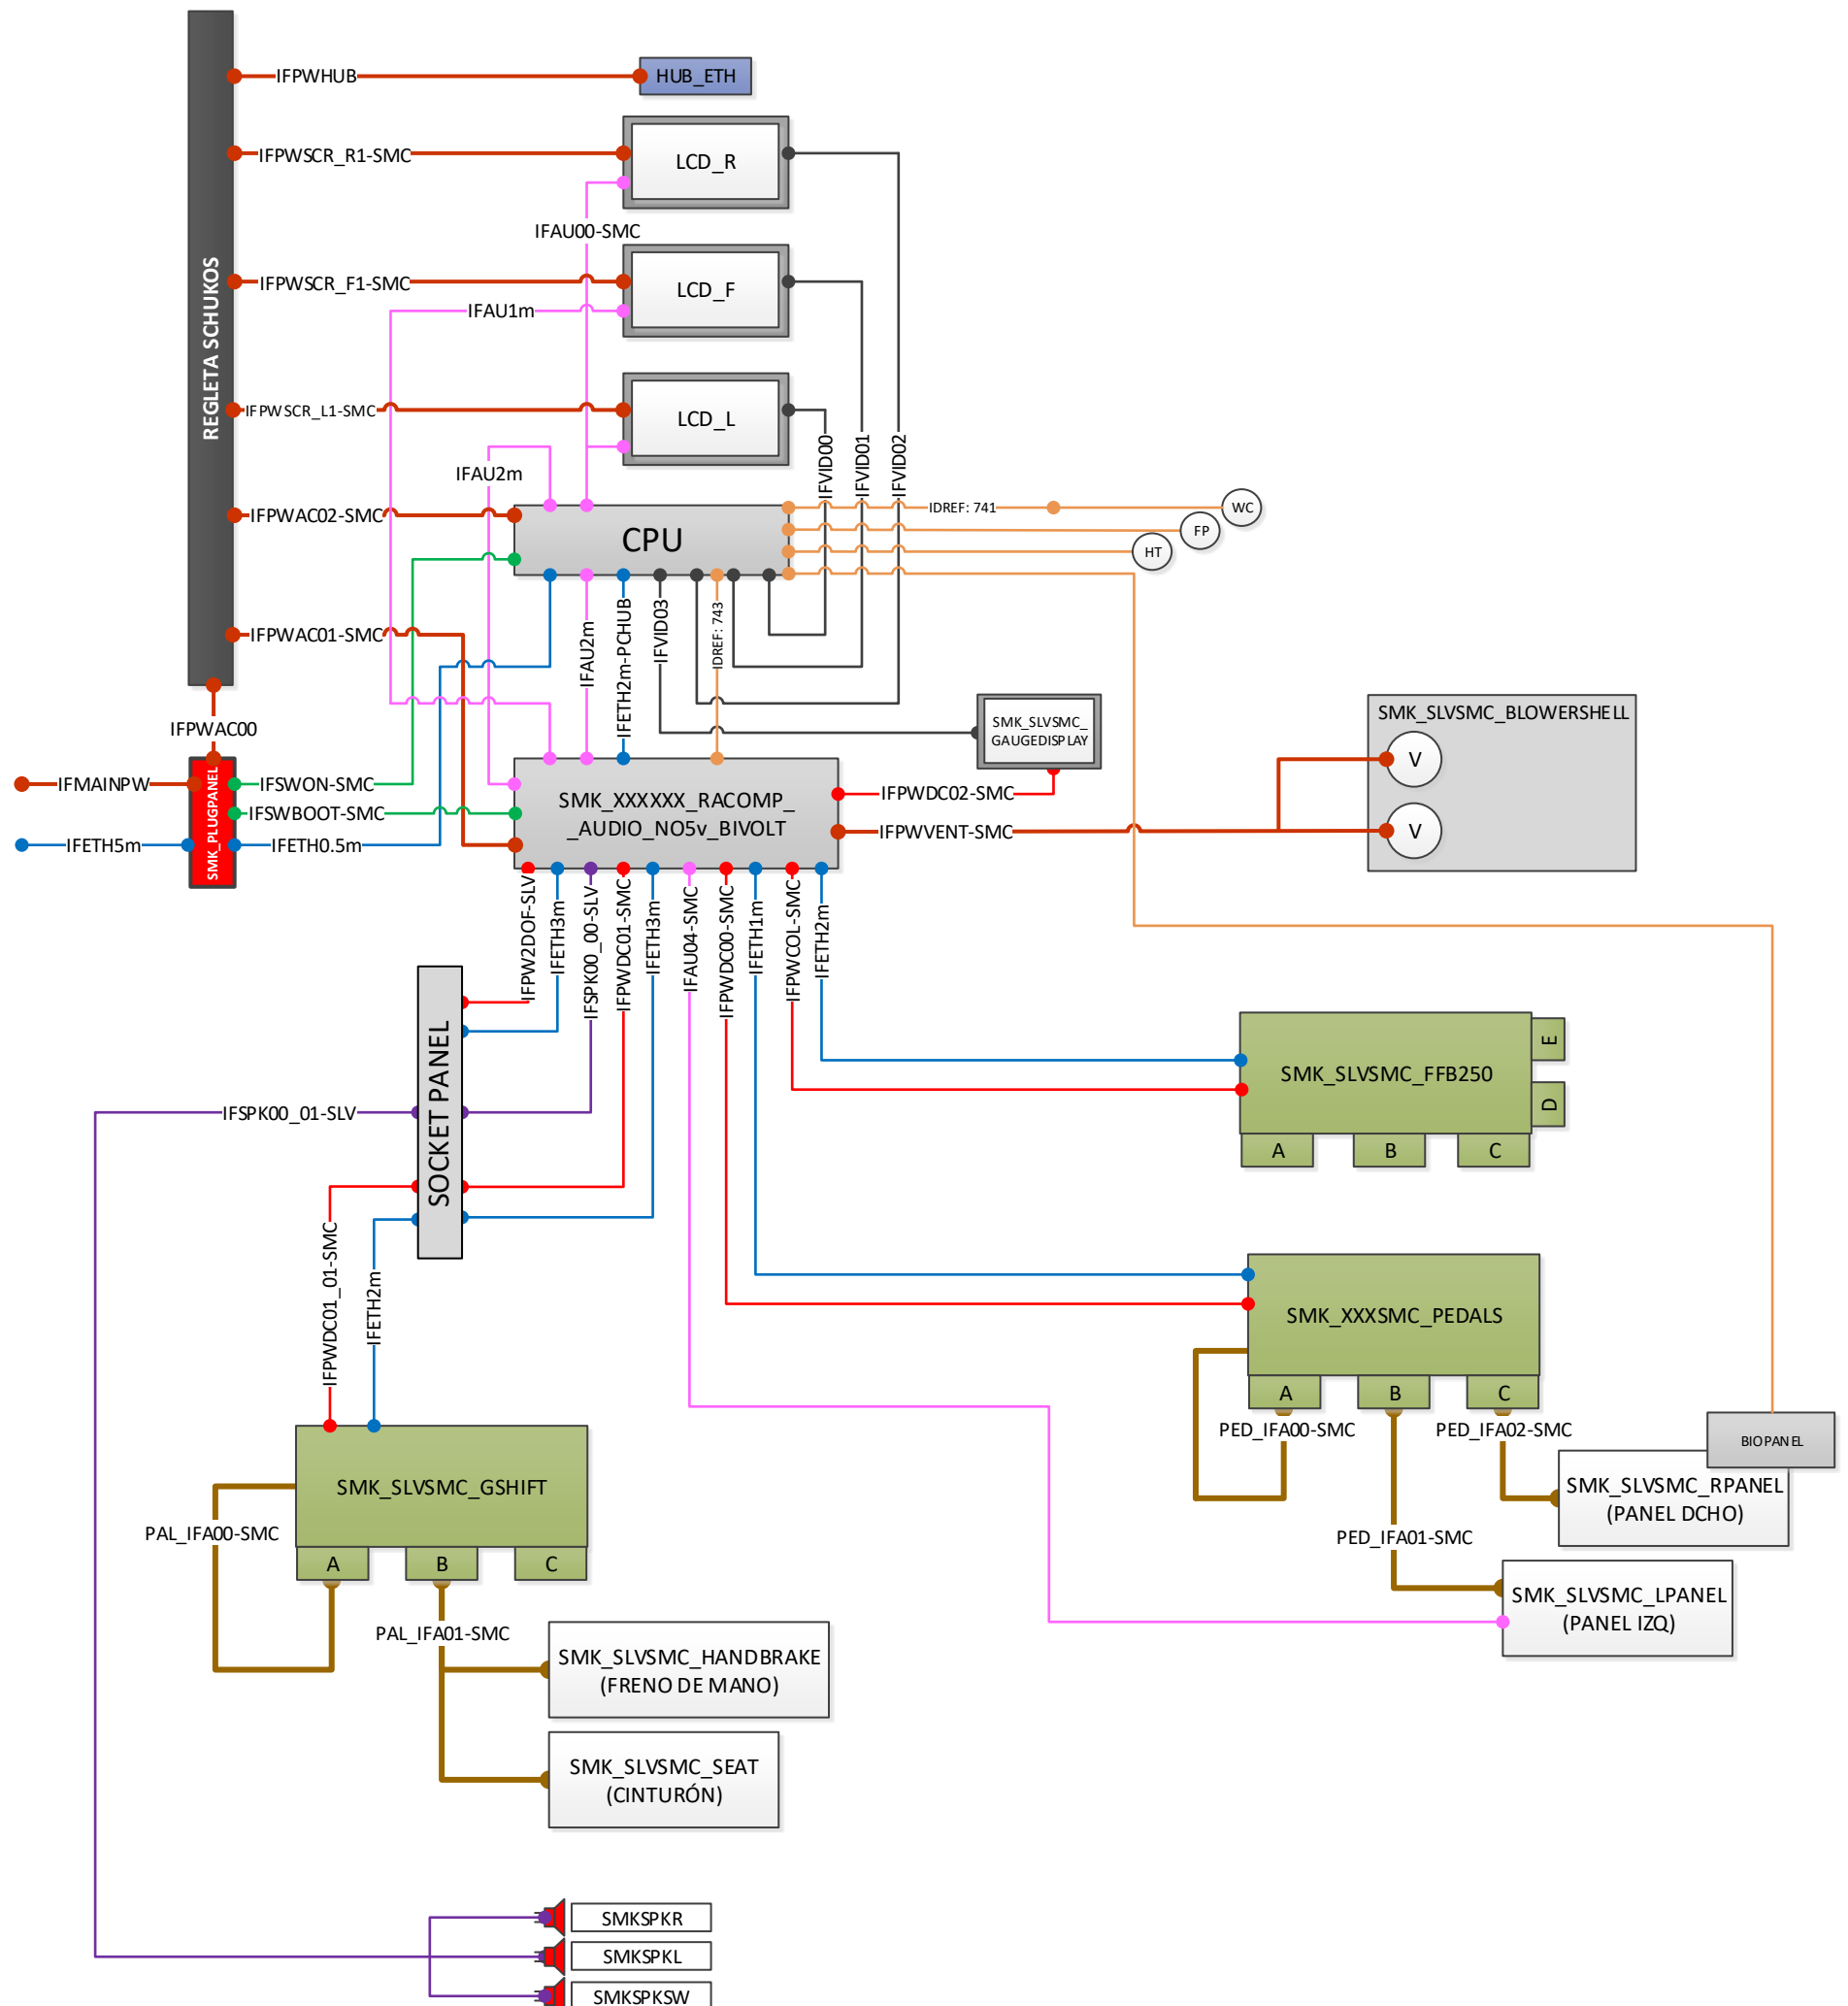 REGLETA SCHUKOS
IFPWHUB
HUB_ETH
IFPWSCR_R1-SMC
LCD_R
IFAU00-SMC
IFPWSCR_F1-SMC
LCD_F
IFAU1m
IFPWSCR_L1-SMC
LCD_L
IFVID00
IFVID01
IFVID02
IFAU2m
IFPWAC02-SMC
CPU
IDREF: 741
WC
FP
HT
IFPWAC01-SMC
IFAU2m
IFETH2m-PCHUB
IFVID03
IDREF: 743
IFPWAC00
SMK_SLVSMC_
GAUGEDISPLAY
SMK_SLVSMC_BLOWERSHELL
V
V
IFMAINPW
SMK_PLUGPANEL
IFSWON-SMC
IFSWBOOT-SMC
IFETH5m
IFETH0.5m
SMK_XXXXXX_RACOMP_
_AUDIO_NO5v_BIVOLT
IFPWDC02-SMC
IFPWVENT-SMC
IFPW2DOF-SLV
IFETH3m
IFSPK00_00-SLV
IFPWDC01-SMC
IFETH3m
IFAU04-SMC
IFPWDC00-SMC
IFETH1m
IFPWCOL-SMC
IFETH2m
SOCKET PANEL
IFSPK00_01-SLV
SMK_SLVSMC_FFB250
E
D
A
B
C
IFPWDC01_01-SMC
IFETH2m
SMK_XXXSMC_PEDALS
A
B
C
PED_IFA00-SMC
PED_IFA02-SMC
BIOPANEL
SMK_SLVSMC_RPANEL
(PANEL DCHO)
PED_IFA01-SMC
SMK_SLVSMC_LPANEL
(PANEL IZQ)
SMK_SLVSMC_GSHIFT
PAL_IFA00-SMC
A
B
C
PAL_IFA01-SMC
SMK_SLVSMC_HANDBRAKE
(FRENO DE MANO)
SMK_SLVSMC_SEAT
(CINTURÓN)
SMKSPKR
SMKSPKL
SMKSPKSW